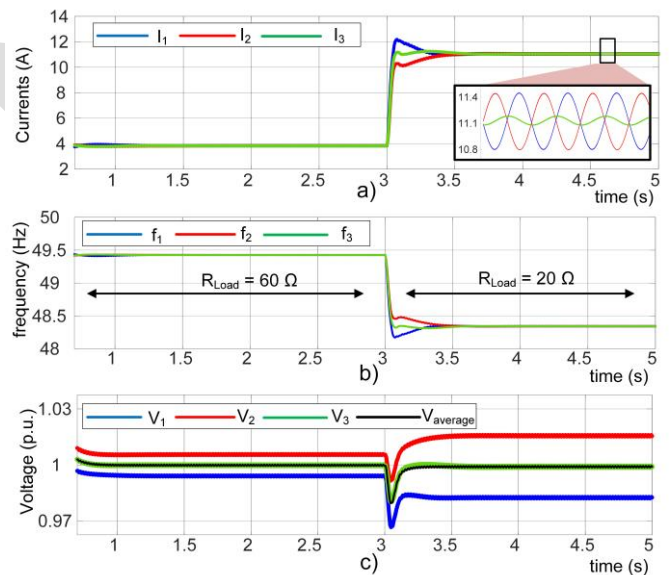 Currents (A)
14
12
10
8
6
4
2
I1 I2 I3
11.4
11.1
10.8
1 1.5 2 2.5 3 3.5 4 4.5 5
a)
time (s)
frequency (Hz)
50
49.5
49
48.5
48
f1 f2 f3
RLoad = 60 Ω
RLoad = 20 Ω
1 1.5 2 2.5 3 3.5 4 4.5 5
b)
time (s)
Voltage (p.u.)
1.03
1
0.97
V1 V2 V3 Vaverage
1 1.5 2 2.5 3 3.5 4 4.5 5
c)
time (s)